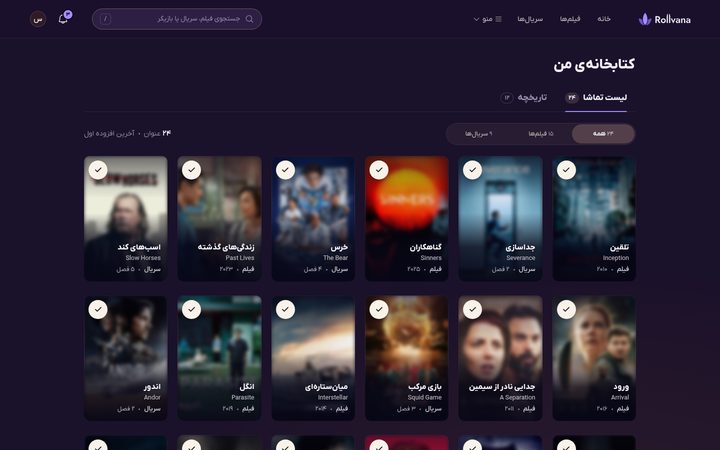 Rollvana
خانه
فیلم‌ها
سریال‌ها
منو
جستجوی فیلم، سریال یا بازیگر
/
۳
س
کتابخانه‌ی من
لیست تماشا ۲۴
تاریخچه ۱۲
۲۴ همه
۱۵ فیلم‌ها
۹ سریال‌ها
۲۴ عنوان • آخرین افزوده اول
تلقین
Inception
فیلم • ۲۰۱۰
جداسازی
Severance
سریال • ۲ فصل
SINNERS
گناهکاران
Sinners
فیلم • ۲۰۲۵
خرس
The Bear
سریال • ۴ فصل
زندگی‌های گذشته
Past Lives
فیلم • ۲۰۲۳
SLOW HORSES
اسب‌های کند
Slow Horses
سریال • ۵ فصل
ورود
Arrival
فیلم • ۲۰۱۶
جدایی نادر از سیمین
A Separation
فیلم • ۲۰۱۱
بازی مرکب
Squid Game
سریال • ۳ فصل
میان‌ستاره‌ای
Interstellar
فیلم • ۲۰۱۴
انگل
Parasite
فیلم • ۲۰۱۹
اندور
Andor
سریال • ۲ فصل